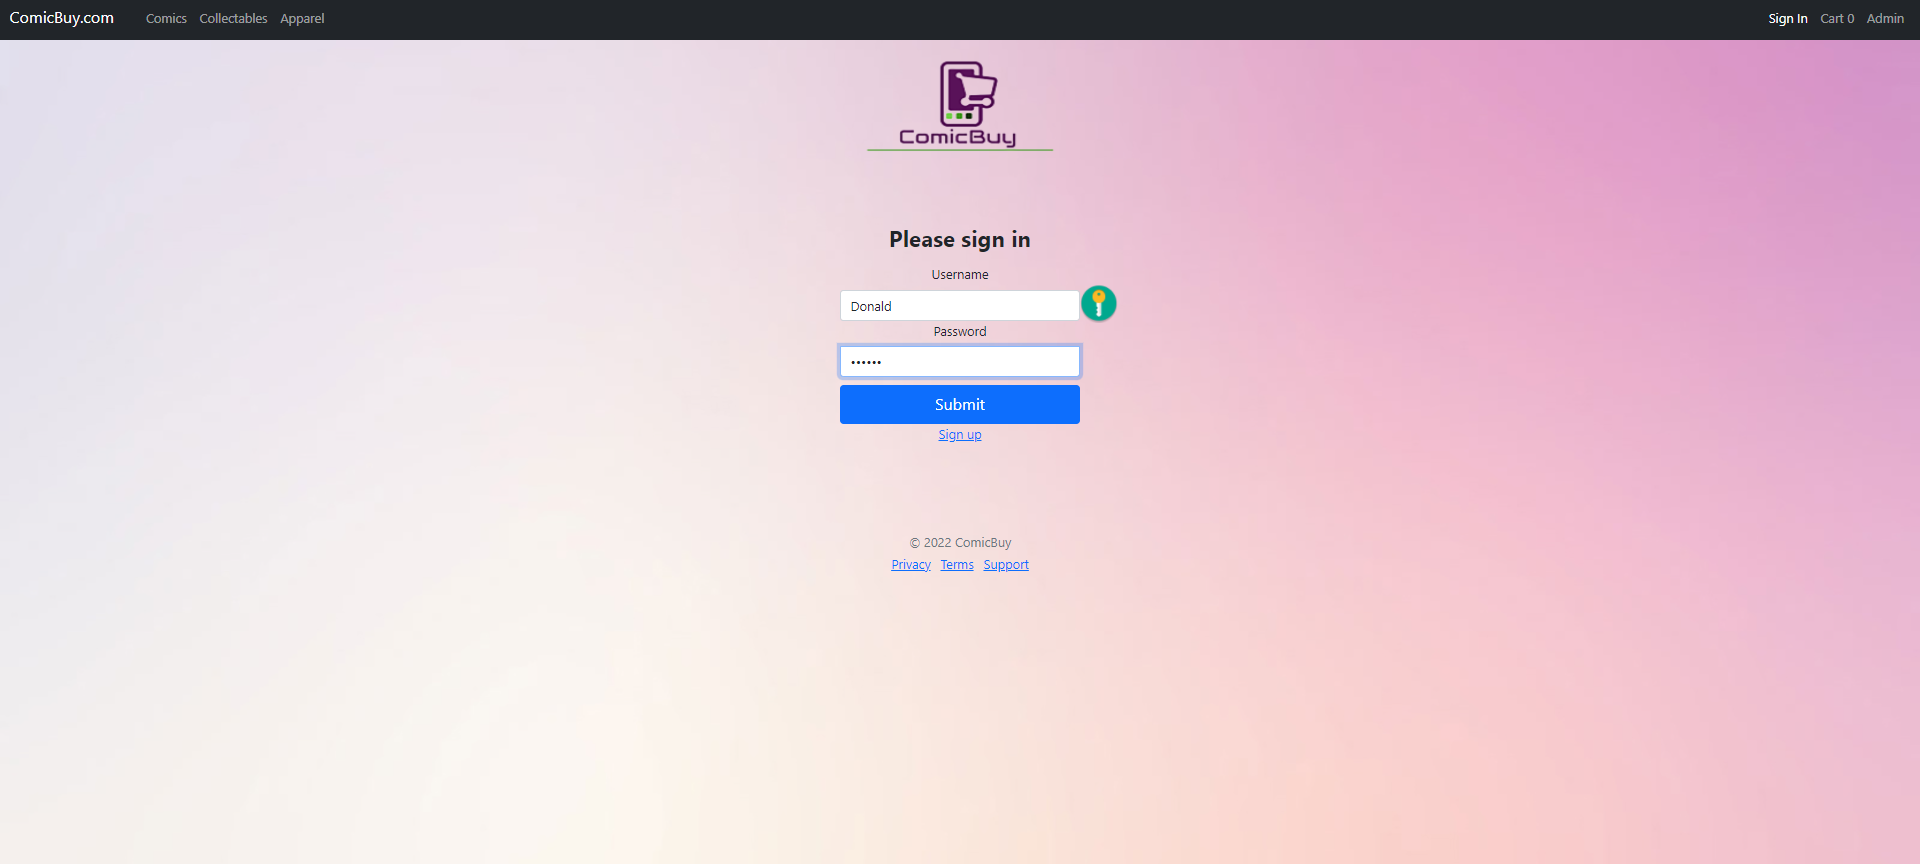 ComicBuy.com Comics Collectables Apparel Sign In Cart 0 Admin
ComicBuy
Please sign in
Username
Donald
Password
••••••
Submit
Sign up
© 2022 ComicBuy
Privacy Terms Support